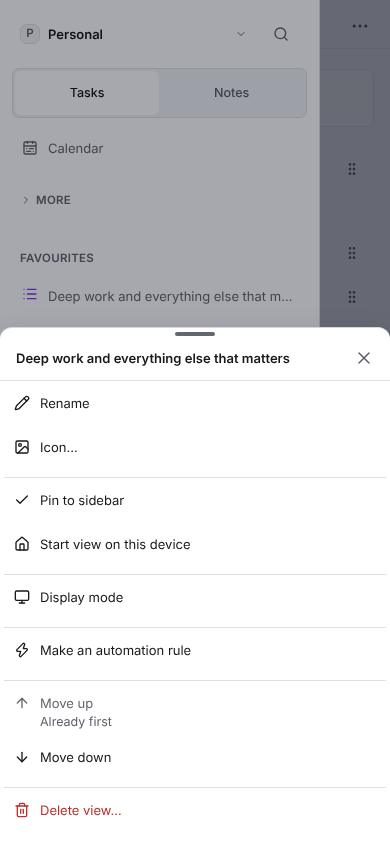 P Personal
Tasks Notes
Calendar
MORE
FAVOURITES
Deep work and everything else that m...
Deep work and everything else that matters
Rename
Icon...
Pin to sidebar
Start view on this device
Display mode
Make an automation rule
Move up
Already first
Move down
Delete view...